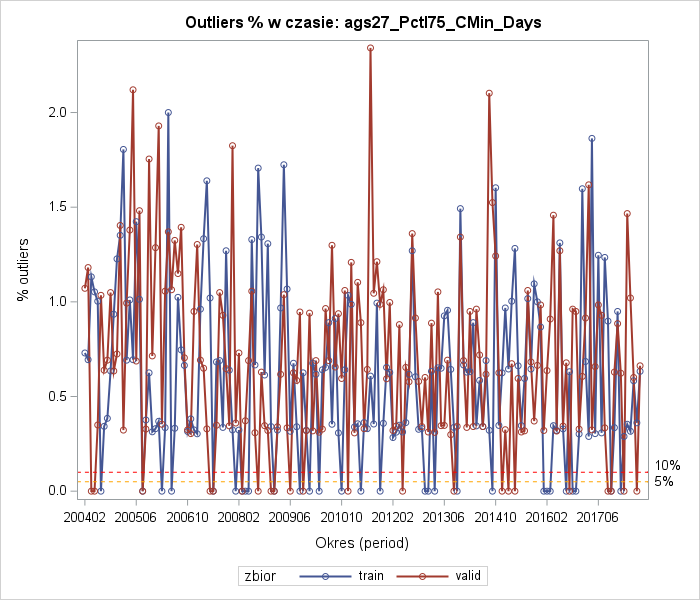 Outliers % w czasie: ags27_Pctl75_CMin_Days
% outliers
2.0
1.5
1.0
0.5
0.0
10%
5%
200402 200506 200610 200802 200906 201010 201202 201306 201410 201602 201706
Okres (period)
zbior train valid